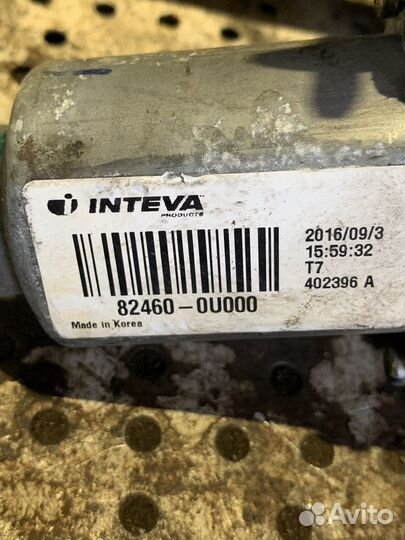 INTEVA
PRODUCTS
2016/09/3
15:59:32
T7
402396 A
82460-0U000
Made in Korea
Avito